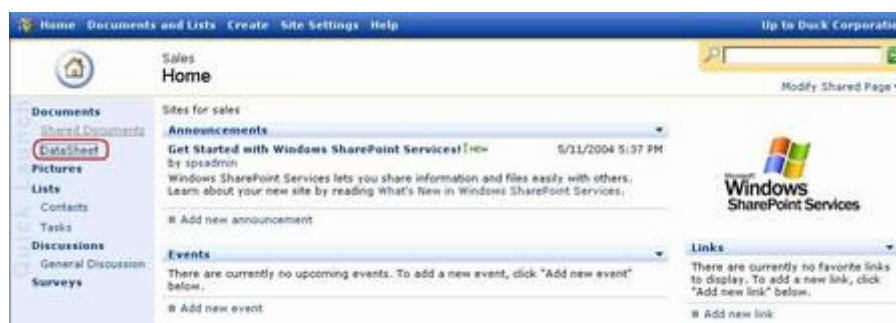 Home Documents and Lists Create Site Settings Help
Up to Duck Corporatio
Sales
Home
Modify Shared Page
Quick Launch
Documents
Shared Documents
DataSheet
Pictures
Lists
Contacts
Tasks
Discussions
General Discussion
Surveys
Sites for sales
Announcements
Get Started with Windows SharePoint Services! NEW 5/11/2004 5:37 PM
by spsadmin
Windows SharePoint Services lets you share information and files easily with others.
Learn about your new site by reading What's New in Windows SharePoint Services.
Add new announcement
Events
There are currently no upcoming events. To add a new event, click "Add new event"
below.
Add new event
Microsoft
Windows
SharePoint Services
Links
There are currently no favorite links
to display. To add a new link, click
"Add new link" below.
Add new link